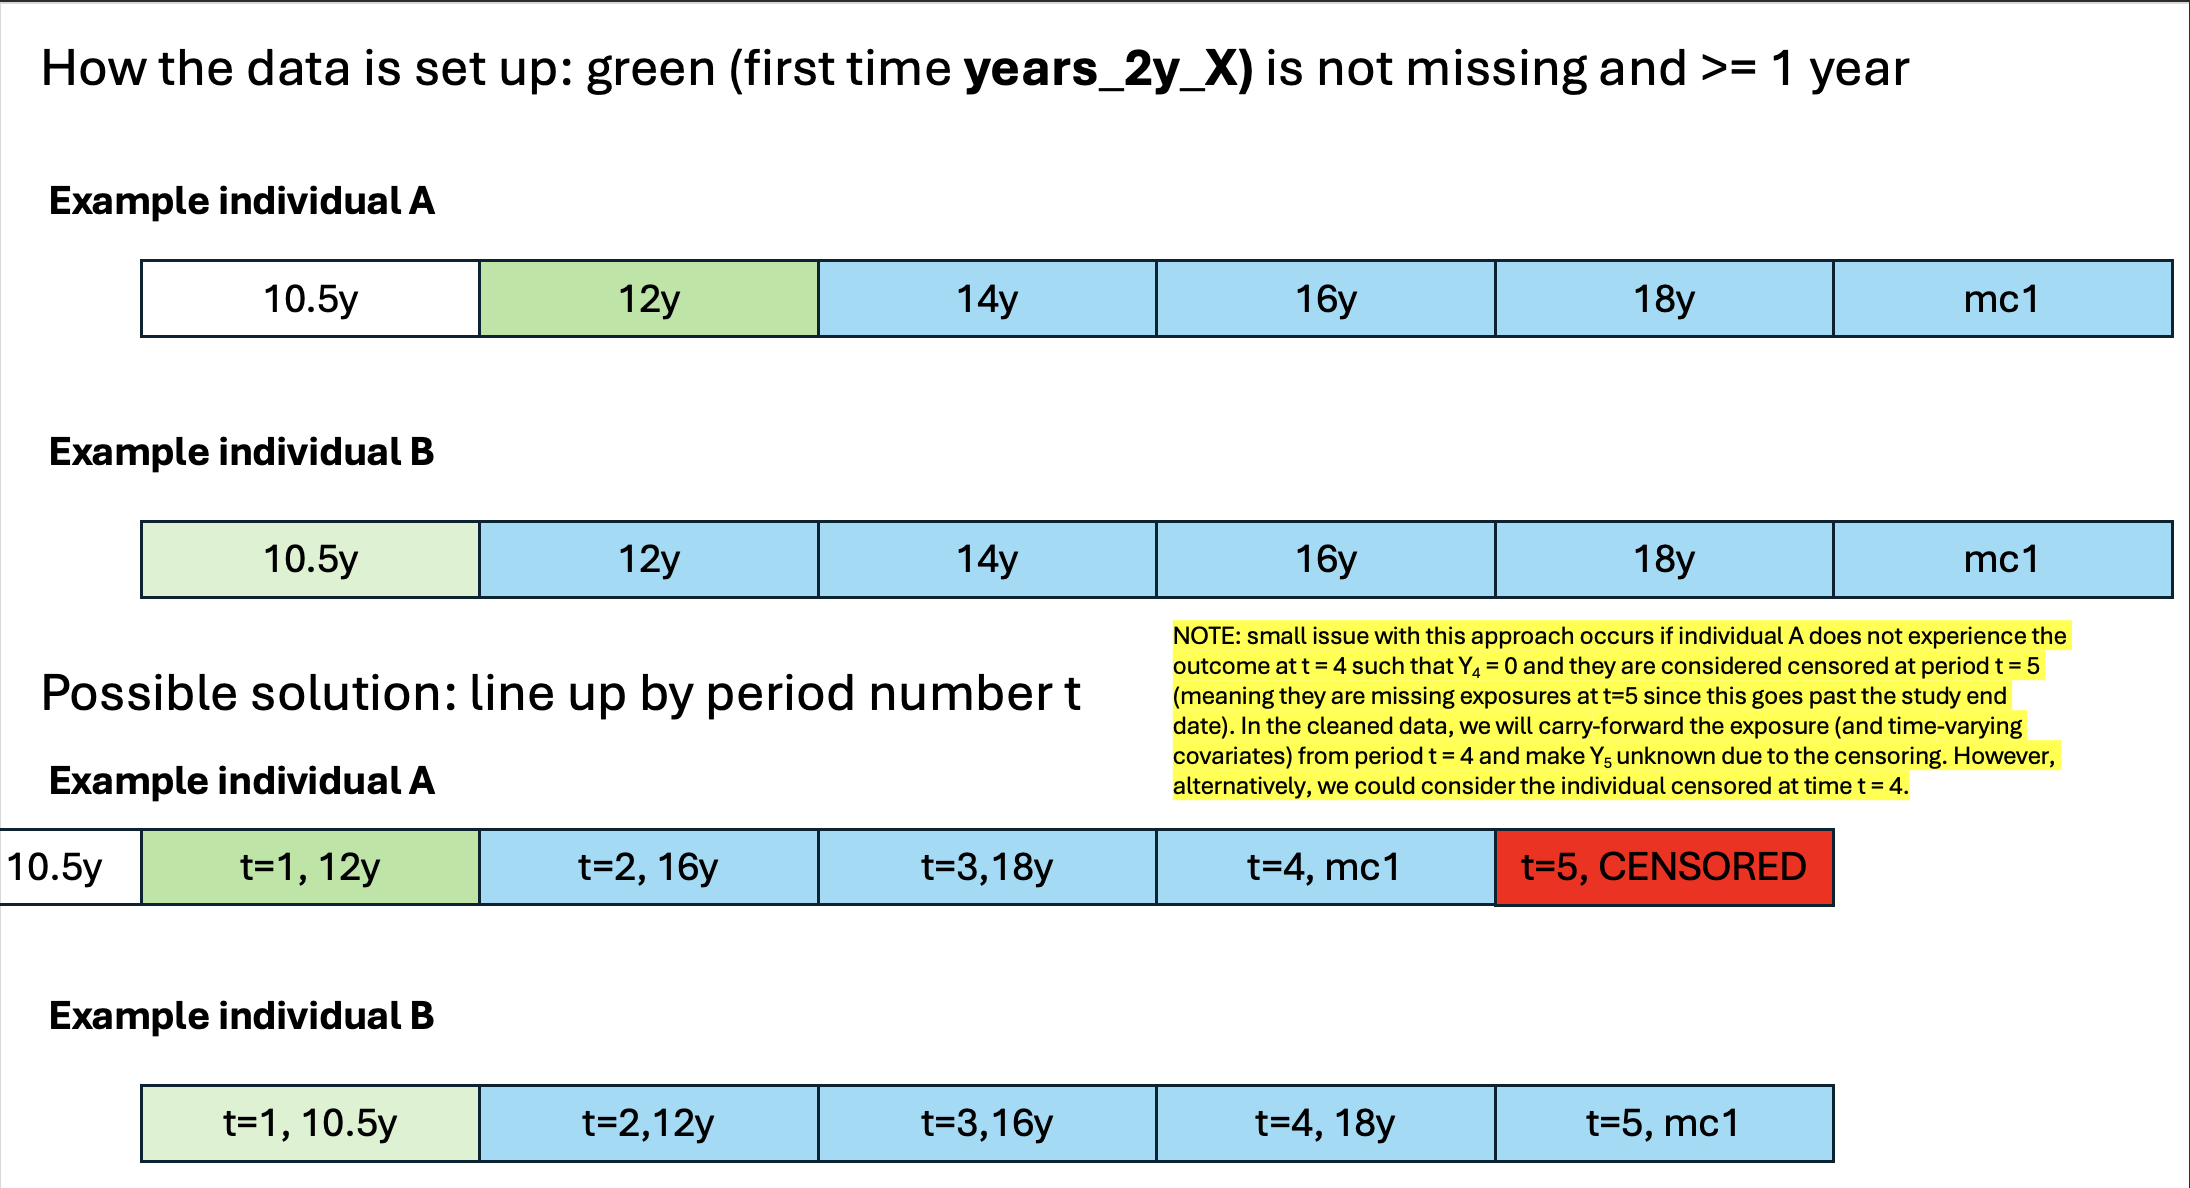 How the data is set up: green (first time years_2y_X) is not missing and >= 1 year
Example individual A
10.5y 12y 14y 16y 18y mc1
Example individual B
10.5y 12y 14y 16y 18y mc1
NOTE: small issue with this approach occurs if individual A does not experience the
outcome at t = 4 such that Y₄ = 0 and they are considered censored at period t = 5
(meaning they are missing exposures at t=5 since this goes past the study end
date). In the cleaned data, we will carry-forward the exposure (and time-varying
covariates) from period t = 4 and make Y₅ unknown due to the censoring. However,
alternatively, we could consider the individual censored at time t = 4.
Possible solution: line up by period number t
Example individual A
10.5y t=1, 12y t=2, 16y t=3,18y t=4, mc1 t=5, CENSORED
Example individual B
t=1, 10.5y t=2,12y t=3,16y t=4, 18y t=5, mc1